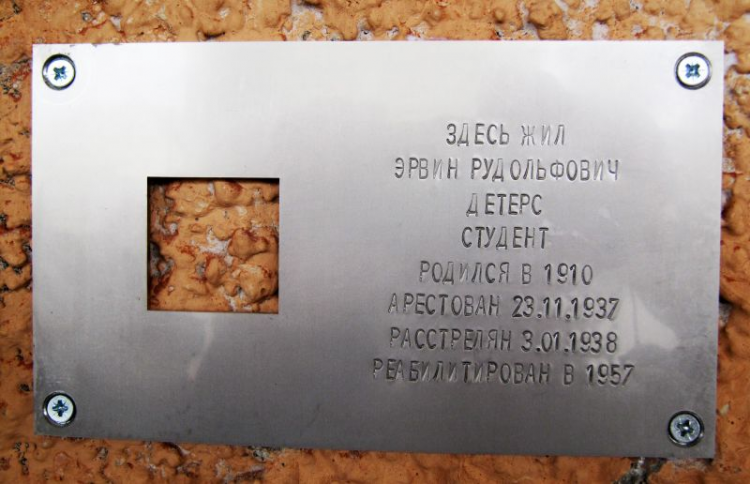 ЗДЕСЬ ЖИЛ
ЭРВИН РУДОЛЬФОВИЧ
ДЕТЕРС
СТУДЕНТ
РОДИЛСЯ В 1910
АРЕСТОВАН 23.11.1937
РАССТРЕЛЯН 3.01.1938
РЕАБИЛИТИРОВАН В 1957